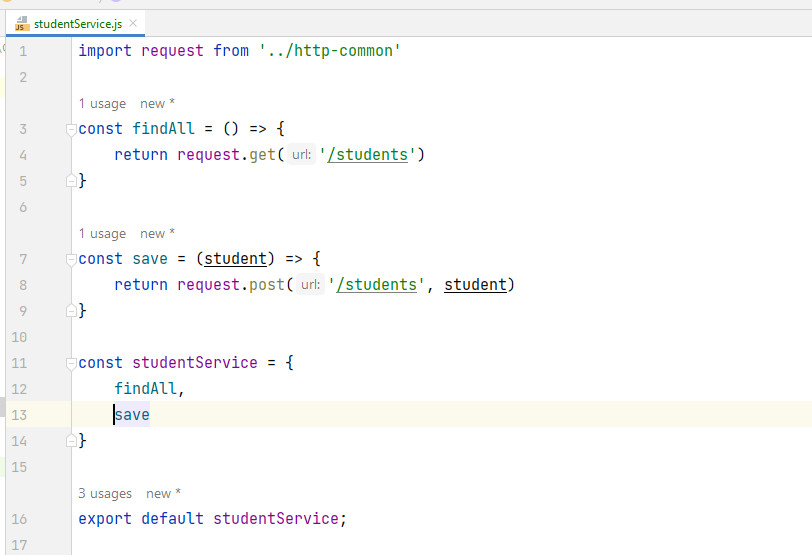 JS studentService.js
1 import request from '../http-common'
2
1 usage new *
3 const findAll = () => {
4 return request.get( url: '/students')
5 }
6
1 usage new *
7 const save = (student) => {
8 return request.post( url: '/students', student)
9 }
10
11 const studentService = {
12 findAll,
13 save
14 }
15
3 usages new *
16 export default studentService;
17